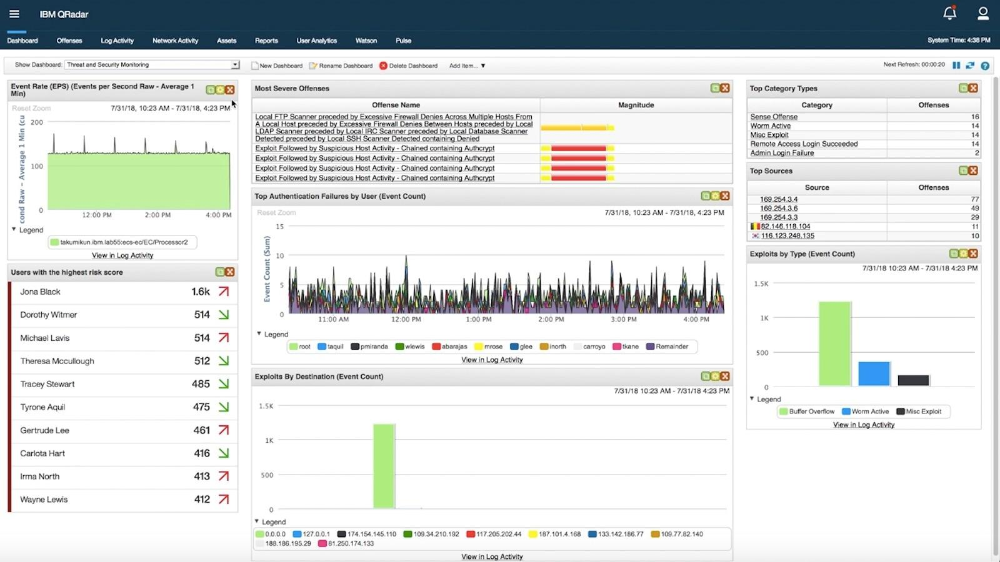 IBM QRadar
Dashboard Offenses Log Activity Network Activity Assets Reports User Analytics Watson Pulse System Time: 4:38 PM
Show Dashboard: Threat and Security Monitoring New Dashboard Rename Dashboard Delete Dashboard Add Item... ▼ Next Refresh: 00:00:20
Event Rate (EPS) (Events per Second Raw - Average 1
Min)
Reset Zoom 7/31/18, 10:23 AM - 7/31/18, 4:23 PM
cond Raw - Average 1 Min (cu
200
100
0
12:00 PM 2:00 PM 4:00 PM
▼ Legend
takumikun.ibm.lab55:ecs-ec/EC/Processor2
View in Log Activity
Users with the highest risk score
Jona Black 1.6k
Dorothy Witmer 514
Michael Lavis 514
Theresa Mccullough 512
Tracey Stewart 485
Tyrone Aquil 475
Gertrude Lee 461
Carlota Hart 416
Irma North 413
Wayne Lewis 412
Most Severe Offenses
Offense Name Magnitude
Local FTP Scanner preceded by Excessive Firewall Denies Across Multiple Hosts From
A Local Host preceded by Excessive Firewall Denies Between Hosts preceded by Local
LDAP Scanner preceded by Local IRC Scanner preceded by Local Database Scanner
Detected preceded by Local SSH Scanner Detected containing Denied
Exploit Followed by Suspicious Host Activity - Chained containing Authcrypt
Exploit Followed by Suspicious Host Activity - Chained containing Authcrypt
Exploit Followed by Suspicious Host Activity - Chained containing Authcrypt
Exploit Followed by Suspicious Host Activity - Chained containing Authcrypt
Top Authentication Failures by User (Event Count)
Reset Zoom 7/31/18, 10:23 AM - 7/31/18, 4:23 PM
Event Count (Sum)
15
10
5
0
11:00 AM 12:00 PM 1:00 PM 2:00 PM 3:00 PM 4:00 PM
▼ Legend
root taquil pmiranda wlewis abarajas mrose glee inorth carroyo tkane Remainder
View in Log Activity
Exploits By Destination (Event Count)
7/31/18 10:23 AM - 7/31/18 4:23 PM
1.5K
1K
500
0
▼ Legend
0.0.0.0 127.0.0.1 174.154.145.110 109.34.210.192 117.205.202.44 187.101.4.168 133.142.186.77 109.77.82.140
188.186.195.29 81.250.174.133
View in Log Activity
Top Category Types
Category Offenses
Sense Offense 16
Worm Active 14
Misc Exploit 14
Remote Access Login Succeeded 14
Admin Login Failure 2
Top Sources
Source Offenses
169.254.3.4 77
169.254.3.6 49
169.254.3.3 29
82.146.118.104 11
116.123.248.135 10
Exploits by Type (Event Count)
7/31/18 10:23 AM - 7/31/18 4:23 PM
1.5K
1K
500
0
▼ Legend
Buffer Overflow Worm Active Misc Exploit
View in Log Activity